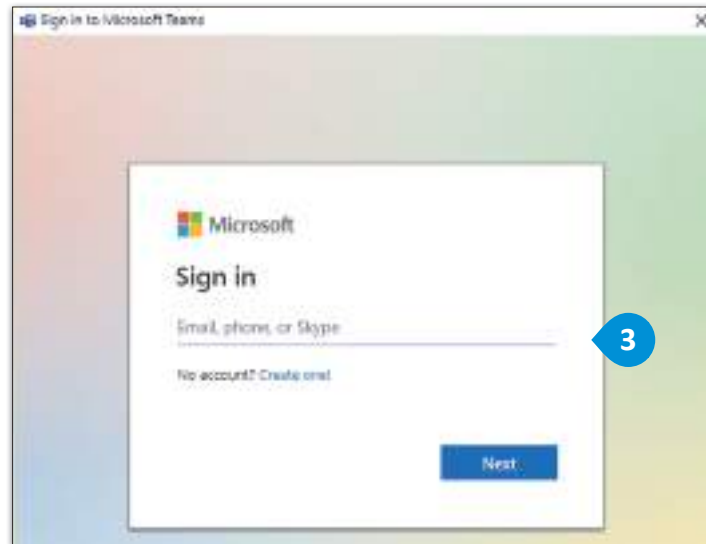 Sign in to Microsoft Teams
Microsoft
Sign in
Email, phone, or Skype
3
No account? Create one!
Next